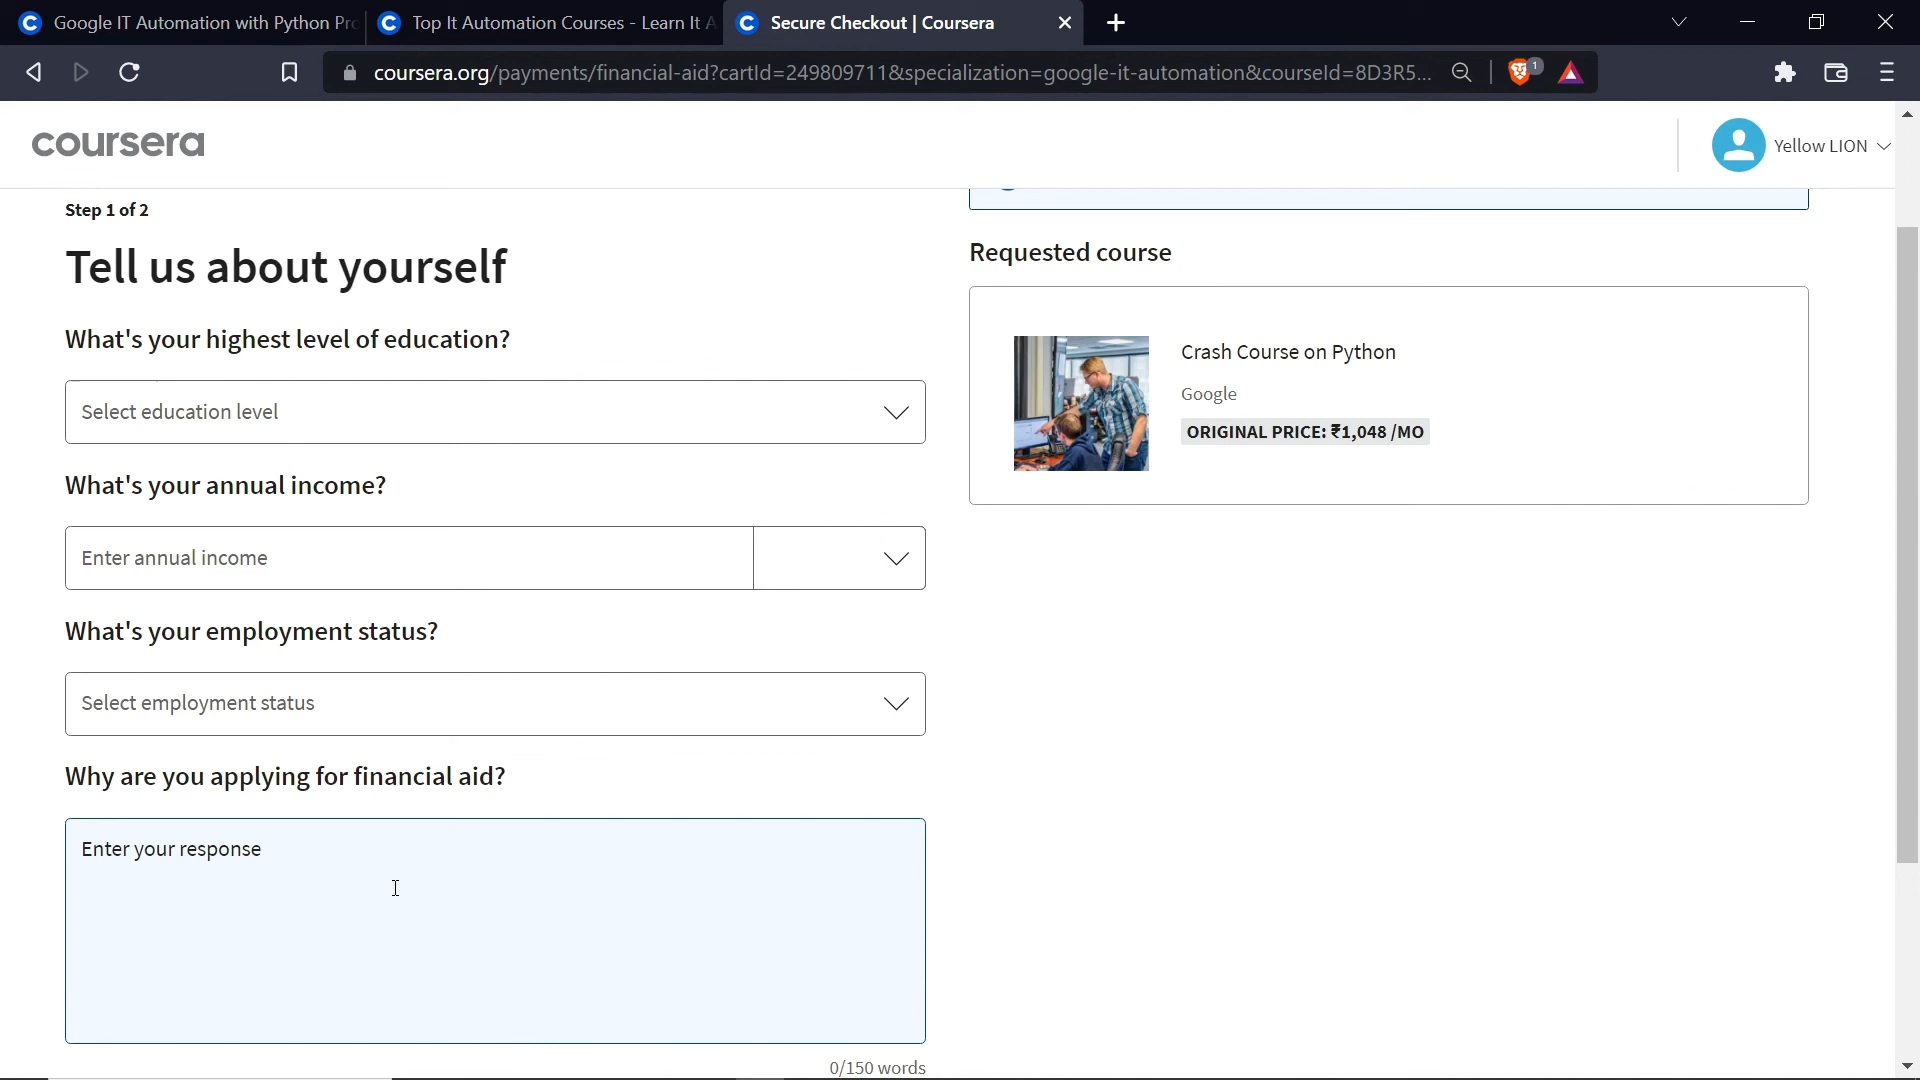 Google IT Automation with Python Pro
Top It Automation Courses - Learn It A
Secure Checkout | Coursera
coursera.org/payments/financial-aid?cartId=249809711&specialization=google-it-automation&courseId=8D3R5...
1
coursera
Yellow LION
Step 1 of 2
Tell us about yourself
What's your highest level of education?
Select education level
What's your annual income?
Enter annual income
What's your employment status?
Select employment status
Why are you applying for financial aid?
Enter your response
0/150 words
Requested course
Crash Course on Python
Google
ORIGINAL PRICE: ₹1,048 /MO